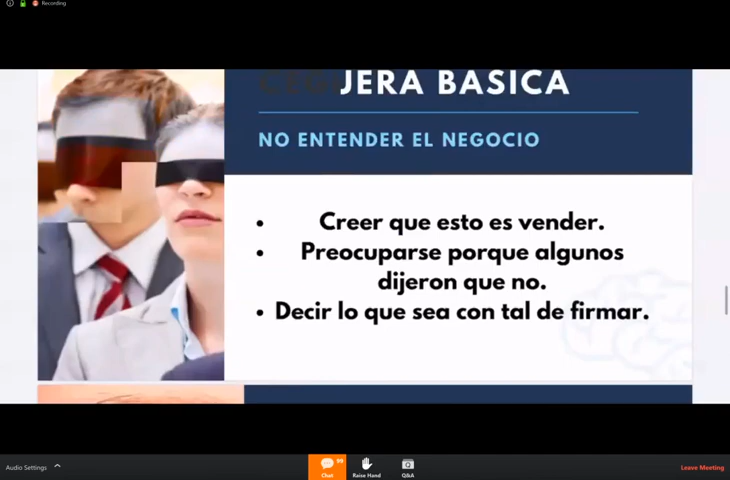 Recording
CEGUJERA BASICA
NO ENTENDER EL NEGOCIO
• Creer que esto es vender.
• Preocuparse porque algunos
dijeron que no.
• Decir lo que sea con tal de firmar.
Audio Settings
99
Chat
Raise Hand
Q&A
Leave Meeting